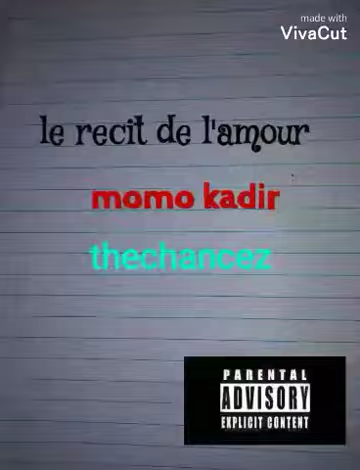 made with
VivaCut
le recit de l'amour
momo kadir
thechancez
PARENTAL
ADVISORY
EXPLICIT CONTENT